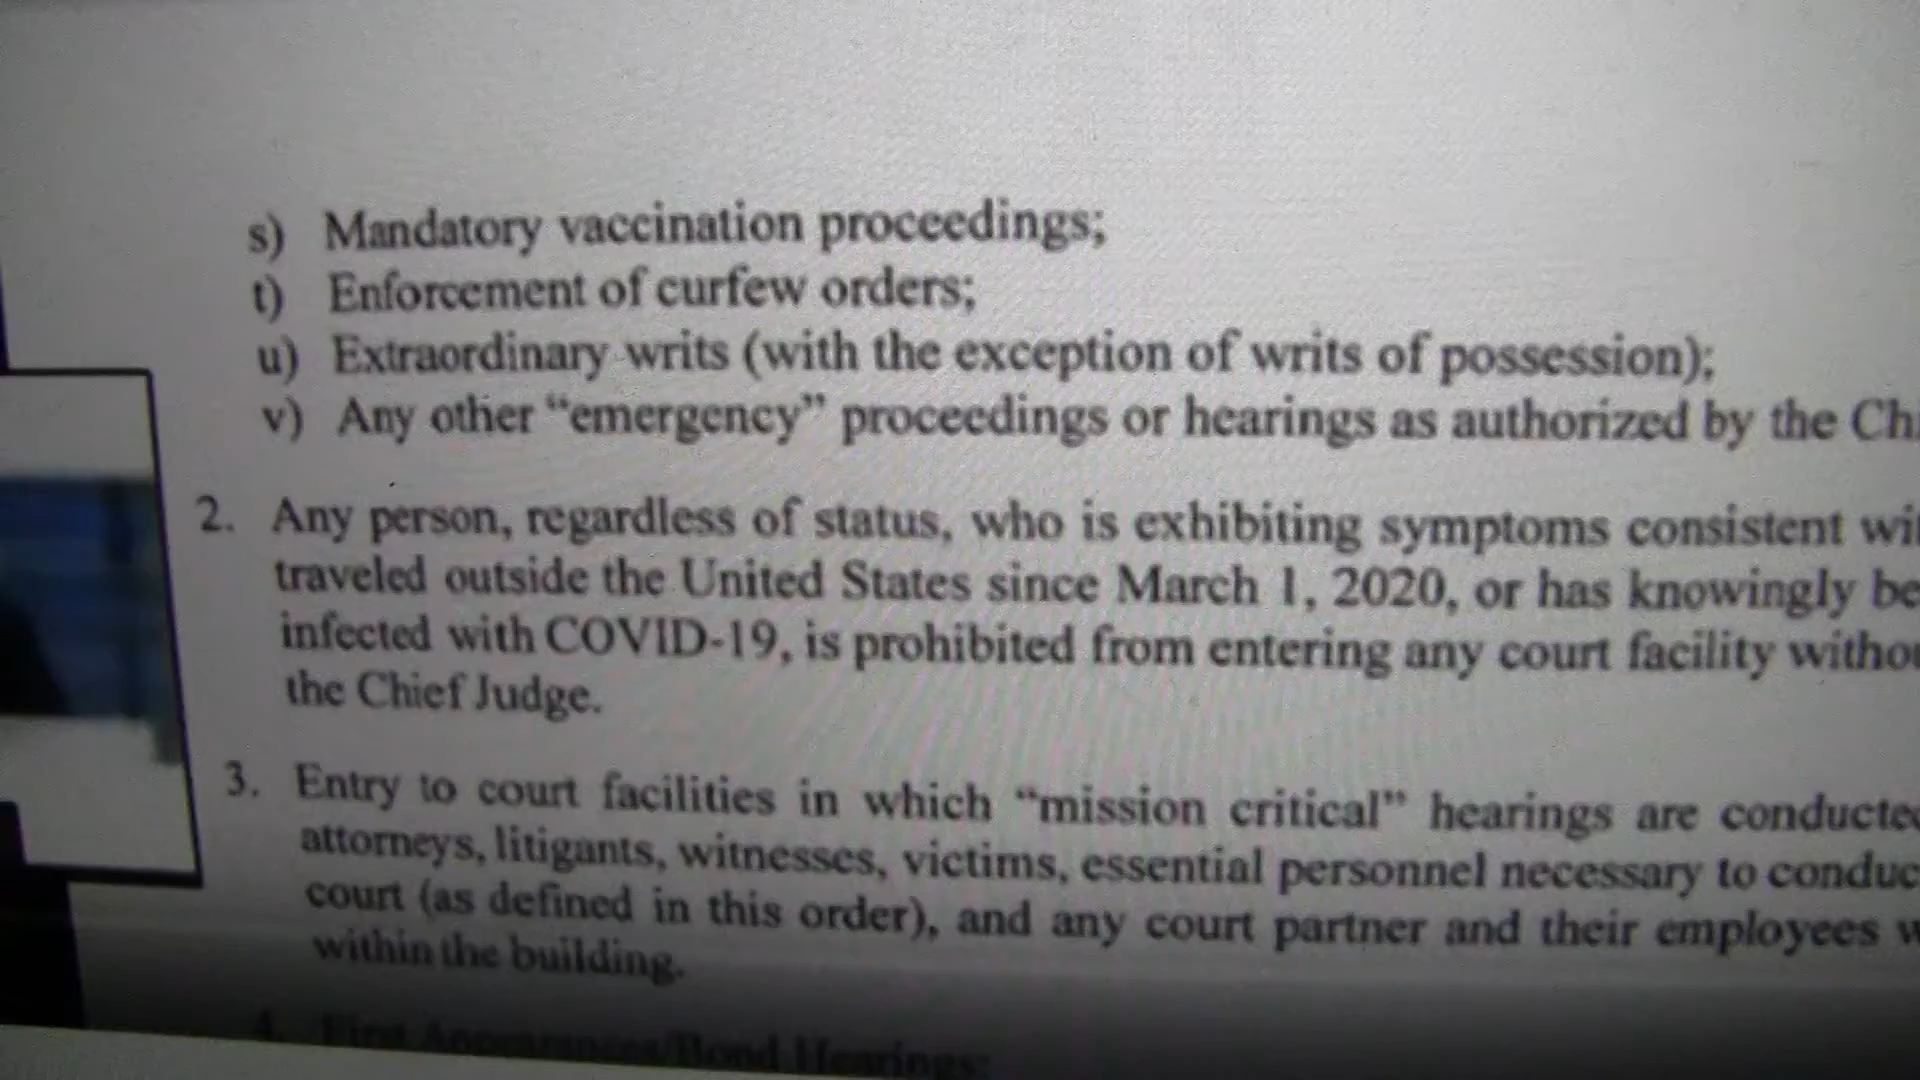 s) Mandatory vaccination proceedings;
t) Enforcement of curfew orders;
u) Extraordinary writs (with the exception of writs of possession);
v) Any other “emergency” proceedings or hearings as authorized by the
2. Any person, regardless of status, who is exhibiting symptoms consistent
traveled outside the United States since March 1, 2020, or has knowingly
infected with COVID-19, is prohibited from entering any court facility
the Chief Judge.
3. Entry to court facilities in which “mission critical” hearings are
attorneys, litigants, witnesses, victims, essential personnel necessary to
court (as defined in this order), and any court partner and their employees
within the building.
4. First Appearances/Bond Hearings: